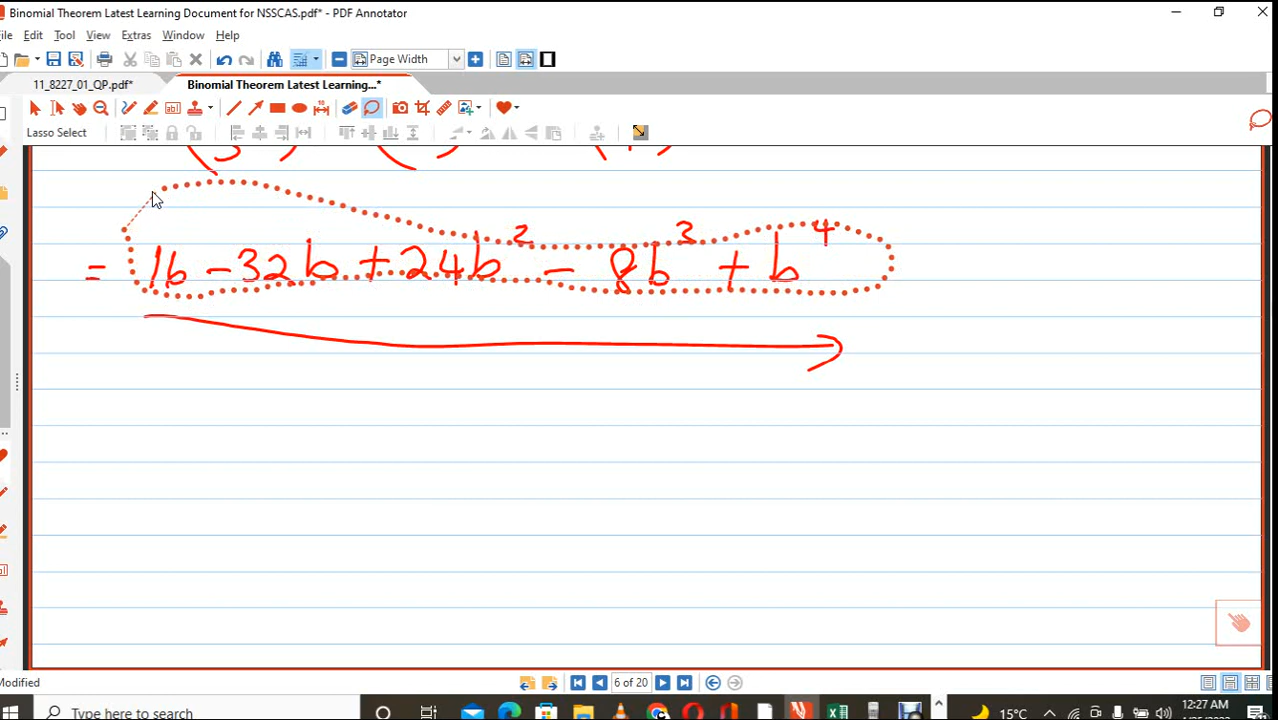 Binomial Theorem Latest Learning Document for NSSCAS.pdf* - PDF Annotator
ile Edit Tool View Extras Window Help
Page Width
11_8227_01_QP.pdf* Binomial Theorem Latest Learning...*
Lasso Select
= 16 - 32b + 24b² - 8b³ + b⁴
Modified 6 of 20
Type here to search 15°C 12:27 AM